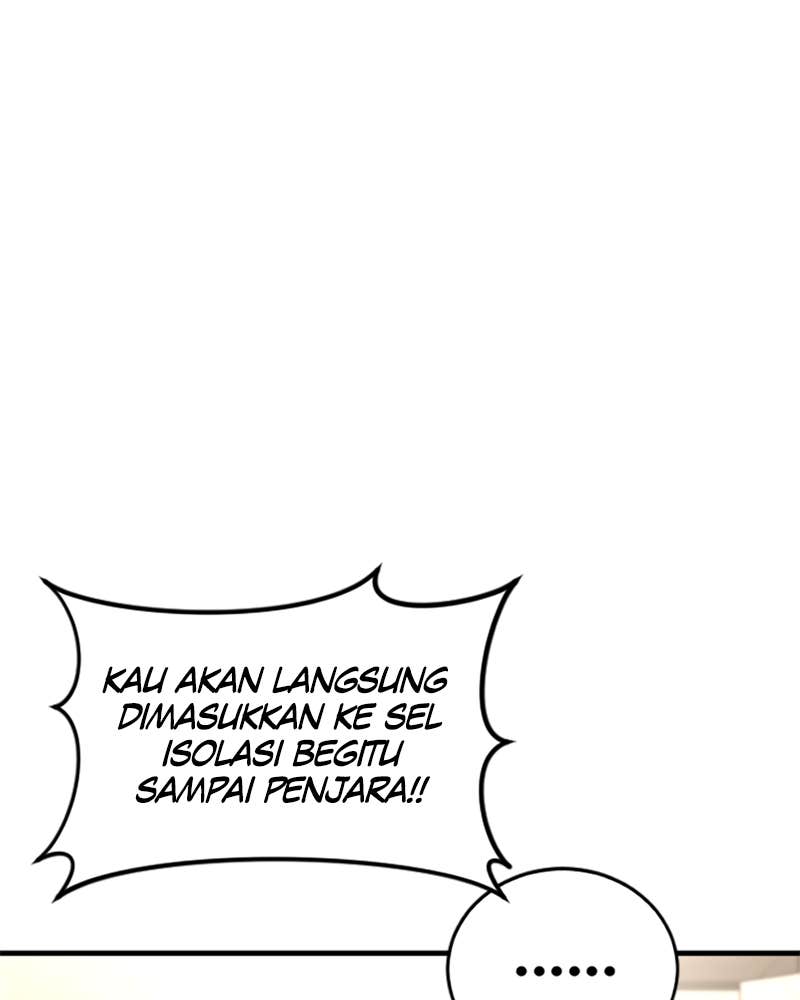 KAU AKAN LANGSUNG
DIMASUKKAN KE SEL
ISOLASI BEGITU
SAMPAI PENJARA!!
......